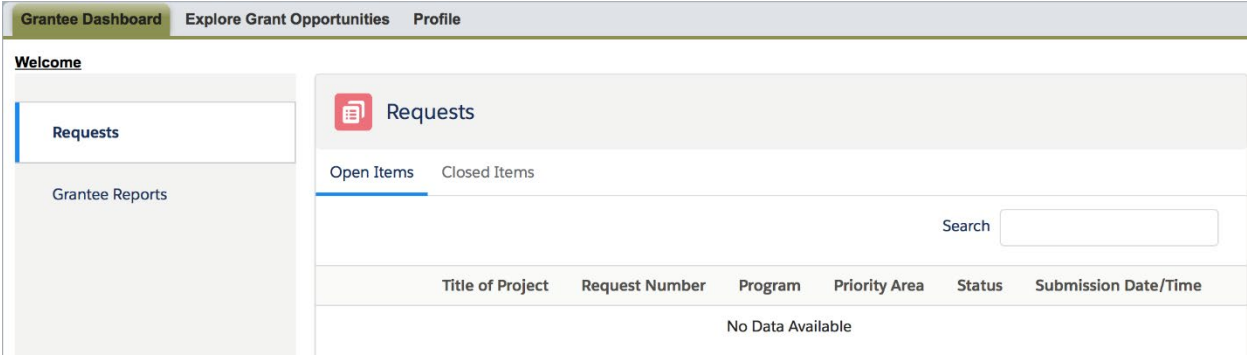 Grantee Dashboard Explore Grant Opportunities Profile
Welcome
Requests
Grantee Reports
Requests
Open Items Closed Items
Search
Title of Project Request Number Program Priority Area Status Submission Date/Time
No Data Available